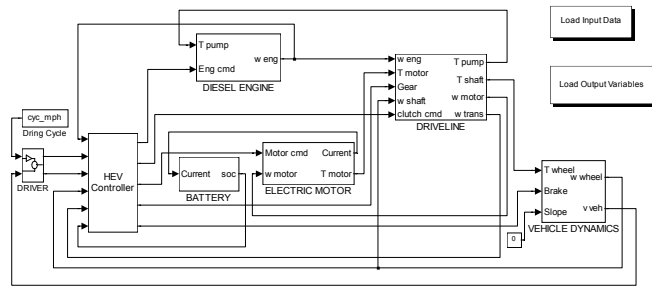 T pump
Eng cmd
w eng
DIESEL ENGINE
w eng
T motor
Gear
w shaft
clutch cmd
T pump
T shaft
w motor
w trans
DRIVELINE
Load Input Data
Load Output Variables
cyc_mph
Dring Cycle
DRIVER
HEV
Controller
Current
soc
BATTERY
Motor cmd
w motor
Current
T motor
ELECTRIC MOTOR
T wheel
Brake
Slope
w wheel
v veh
VEHICLE DYNAMICS
0